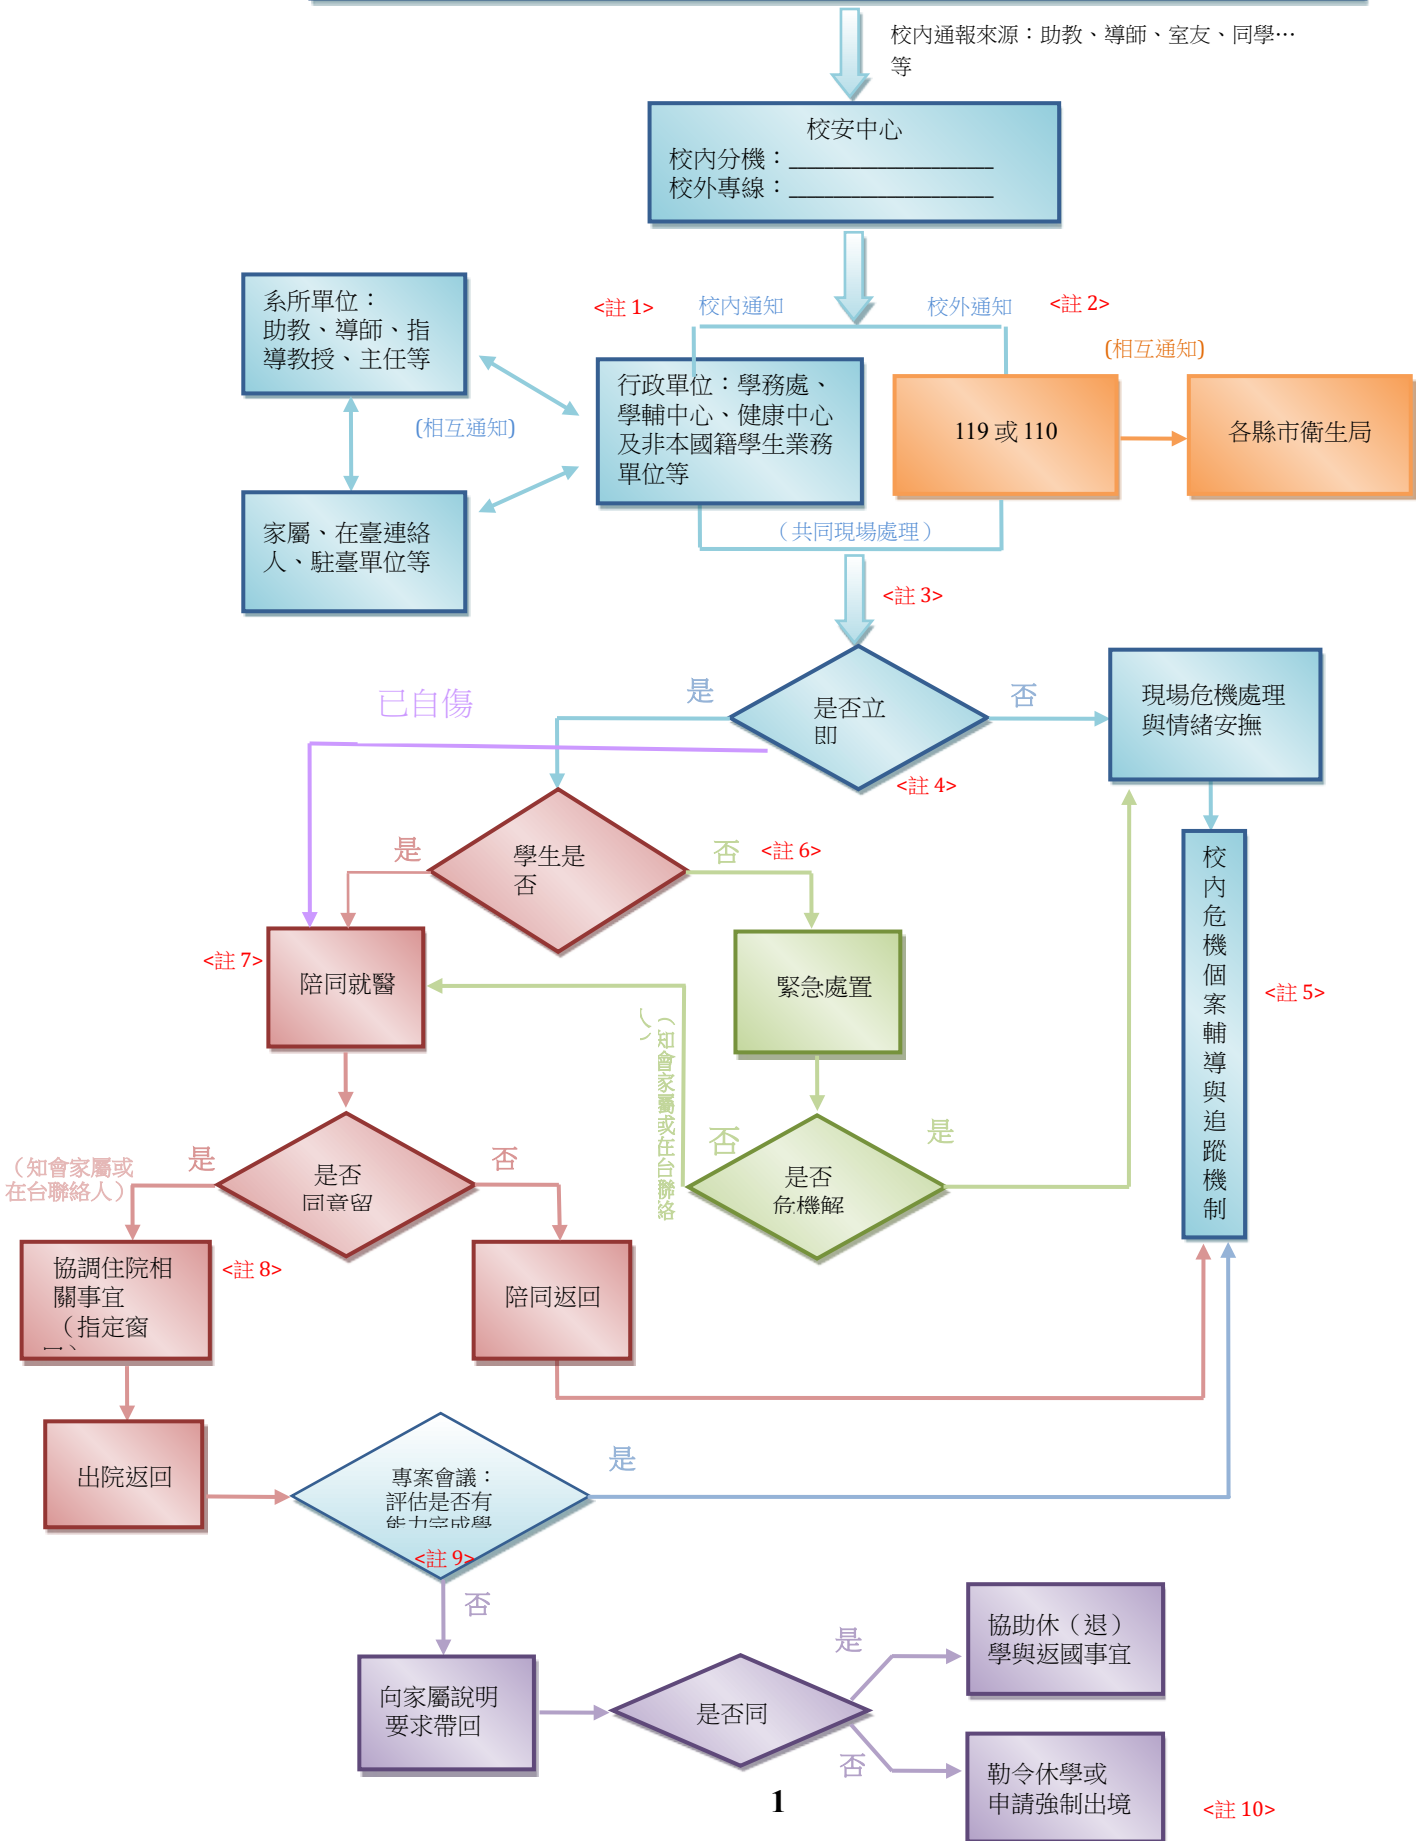 校內通報來源：助教、導師、室友、同學…
等
校安中心
校內分機：____________________
校外專線：____________________
系所單位：
助教、導師、指
導教授、主任等
<註 1>
校內通知
校外通知
<註 2>
(相互通知)
行政單位：學務處、
學輔中心、健康中心
及非本國籍學生業務
單位等
119 或 110
各縣市衛生局
(相互通知)
家屬、在臺連絡
人、駐臺單位等
（共同現場處理）
<註 3>
已自傷
是
是否立
即
否
<註 4>
現場危機處理
與情緒安撫
是
學生是
否
否
<註 6>
校內危機個案輔導與追蹤機制
<註 5>
<註 7>
陪同就醫
緊急處置
（知會家屬或在台聯絡
人）
（知會家屬或
在台聯絡人）
是
是否
同意留
否
否
是否
危機解
是
協調住院相
關事宜
（指定窗
<註 8>
陪同返回
出院返回
專案會議：
評估是否有
能力完成學
<註 9>
是
否
向家屬說明
要求帶回
是否同
是
協助休（退）
學與返國事宜
否
勒令休學或
申請強制出境
<註 10>
1